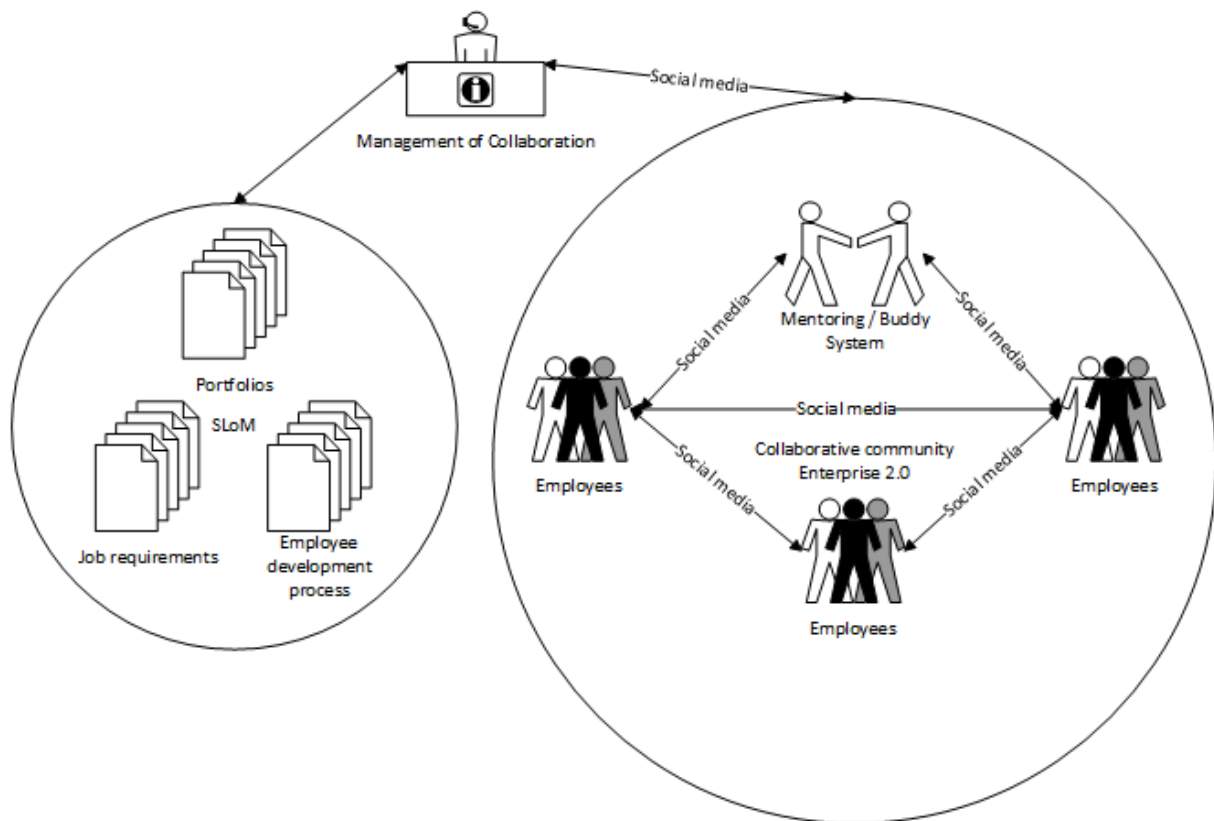 Social media
Management of Collaboration
Portfolios
SLoM
Job requirements
Employee
development
process
Mentoring / Buddy
System
Social media
Social media
Social media
Collaborative community
Enterprise 2.0
Employees
Employees
Social media
Social media
Employees